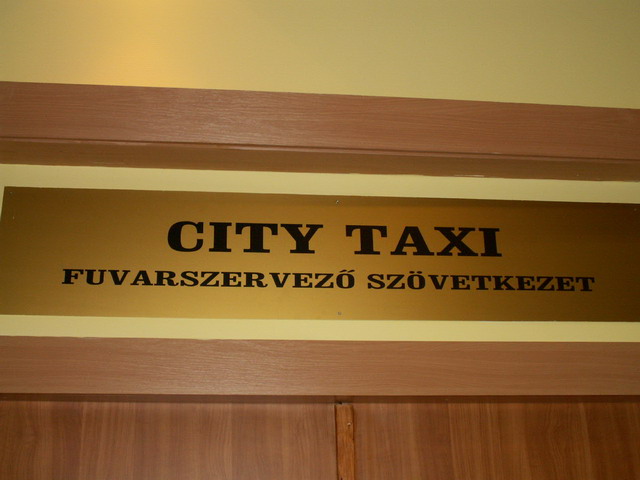 CITY TAXI
FUVARSZERVEZŐ SZÖVETKEZET